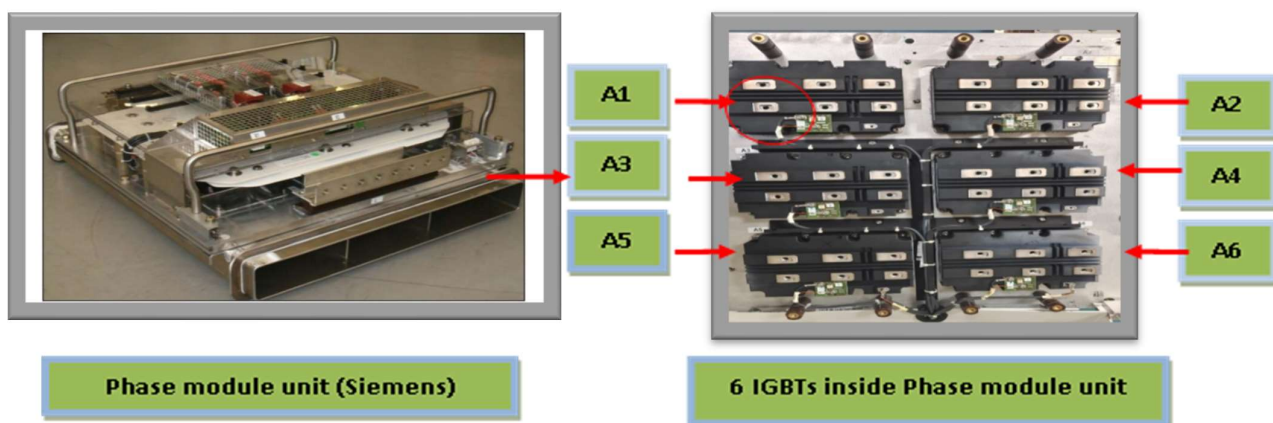 A1
A2
A3
A4
A5
A6
Phase module unit (Siemens)
6 IGBTs inside Phase module unit